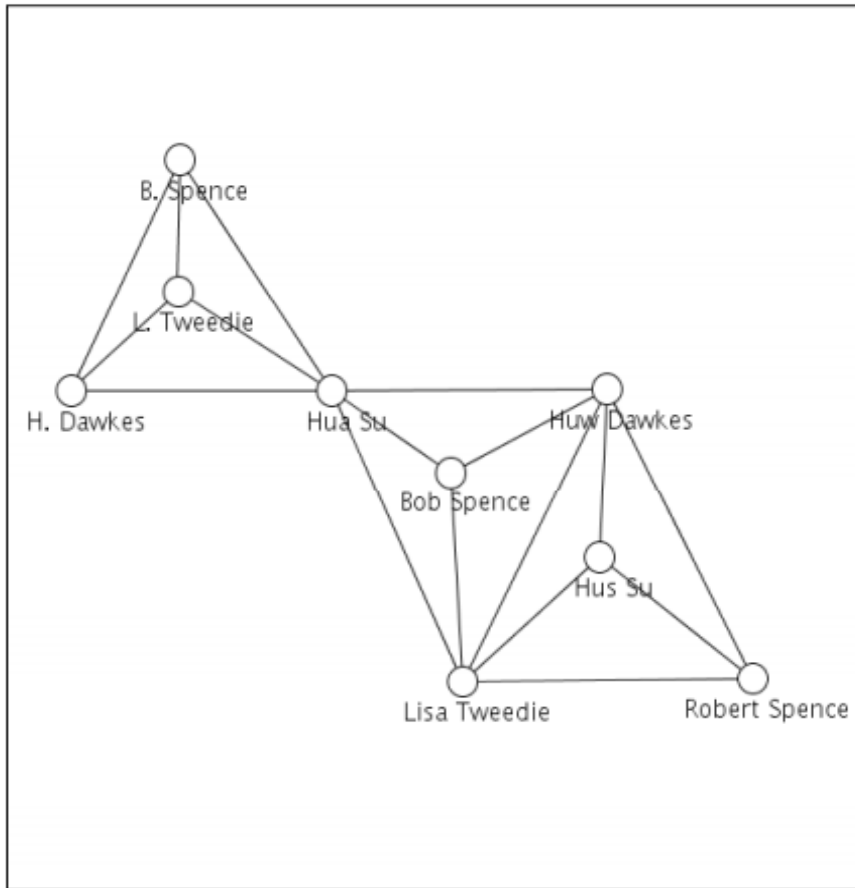 B. Spence
L. Tweedie
H. Dawkes
Hua Su
Huw Dawkes
Bob Spence
Hus Su
Lisa Tweedie
Robert Spence